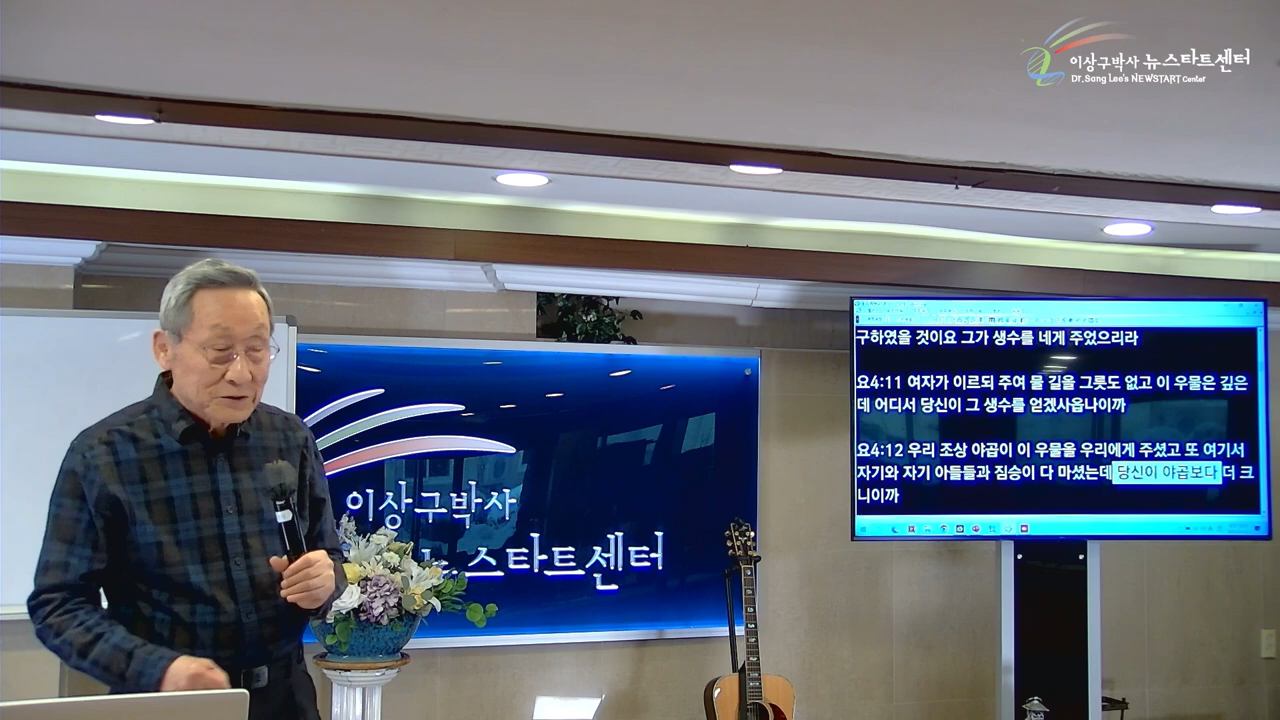 이상구박사 뉴스타트센터
Dr.Sang Lee's NEWSTART Center
구하였을 것이요 그가 생수를 네게 주었으리라
요4:11 여자가 이르되 주여 물 길을 그릇도 없고 이 우물은 깊은
데 어디서 당신이 그 생수를 얻겠사옵나이까
요4:12 우리 조상 야곱이 이 우물을 우리에게 주셨고 또 여기서
자기와 자기 아들들과 짐승이 다 마셨는데 당신이 야곱보다 더 크
니이까
이상구박사
뉴스타트센터